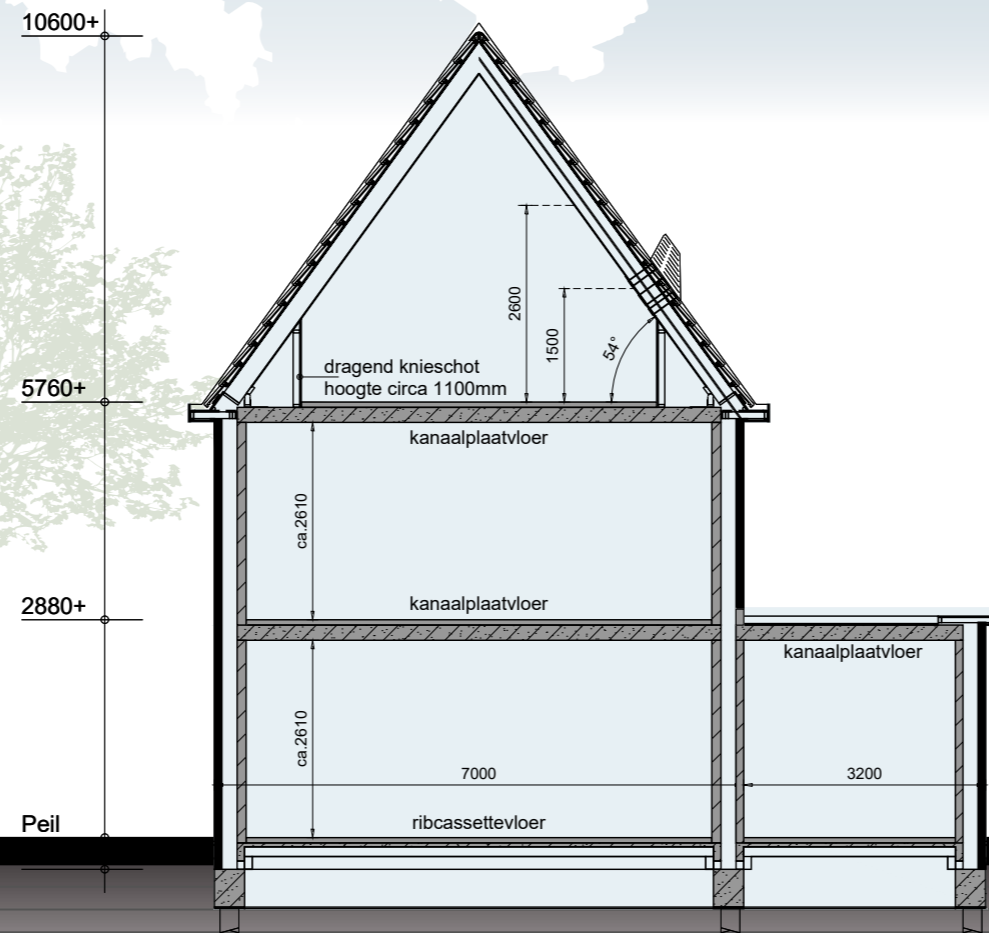 10600+
2600
1500
54°
dragend knieschot
hoogte circa 1100mm
5760+
kanaalplaatvloer
ca.2610
kanaalplaatvloer
2880+
kanaalplaatvloer
ca.2610
7000
3200
ribcassettevloer
Peil